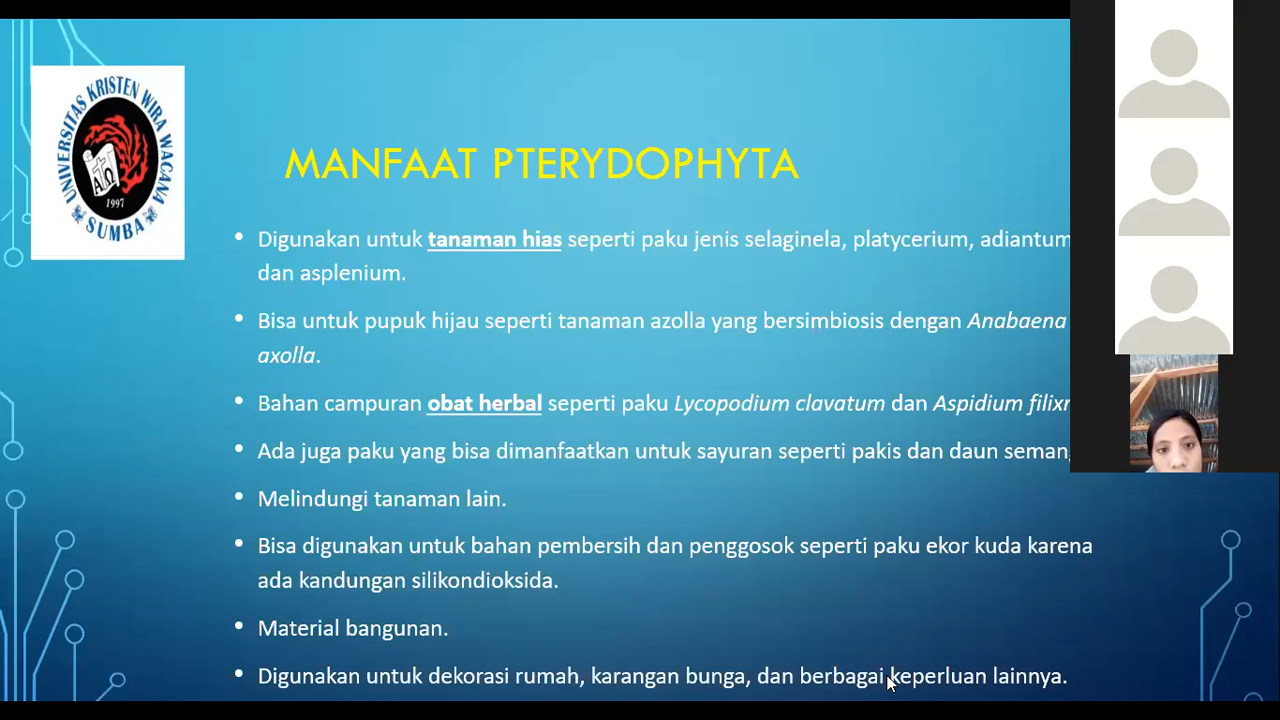 UNIVERSITAS KRISTEN WIRA WACANA
SUMBA
ΑΩ
1997
MANFAAT PTERYDOPHYTA
• Digunakan untuk tanaman hias seperti paku jenis selaginela, platycerium, adiantum
dan asplenium.
• Bisa untuk pupuk hijau seperti tanaman azolla yang bersimbiosis dengan Anabaena
axolla.
• Bahan campuran obat herbal seperti paku Lycopodium clavatum dan Aspidium
• Ada juga paku yang bisa dimanfaatkan untuk sayuran seperti pakis dan daun
• Melindungi tanaman lain.
• Bisa digunakan untuk bahan pembersih dan penggosok seperti paku ekor kuda karena
ada kandungan silikondioksida.
• Material bangunan.
• Digunakan untuk dekorasi rumah, karangan bunga, dan berbagai keperluan lainnya.